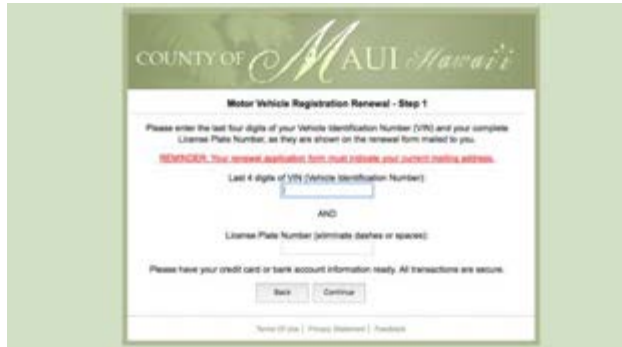 COUNTY OF MAUI Hawai'i
Motor Vehicle Registration Renewal - Step 1
Please enter the last four digits of your Vehicle Identification Number (VIN) and your complete
License Plate Number, as they are shown on the renewal form mailed to you.
REMINDER: Your renewal application form must indicate your current mailing address.
Last 4 digits of VIN (Vehicle Identification Number):
AND
License Plate Number (eliminate dashes or spaces):
Please have your credit card or bank account information ready. All transactions are secure.
Back Continue
Terms Of Use | Privacy Statement | Feedback